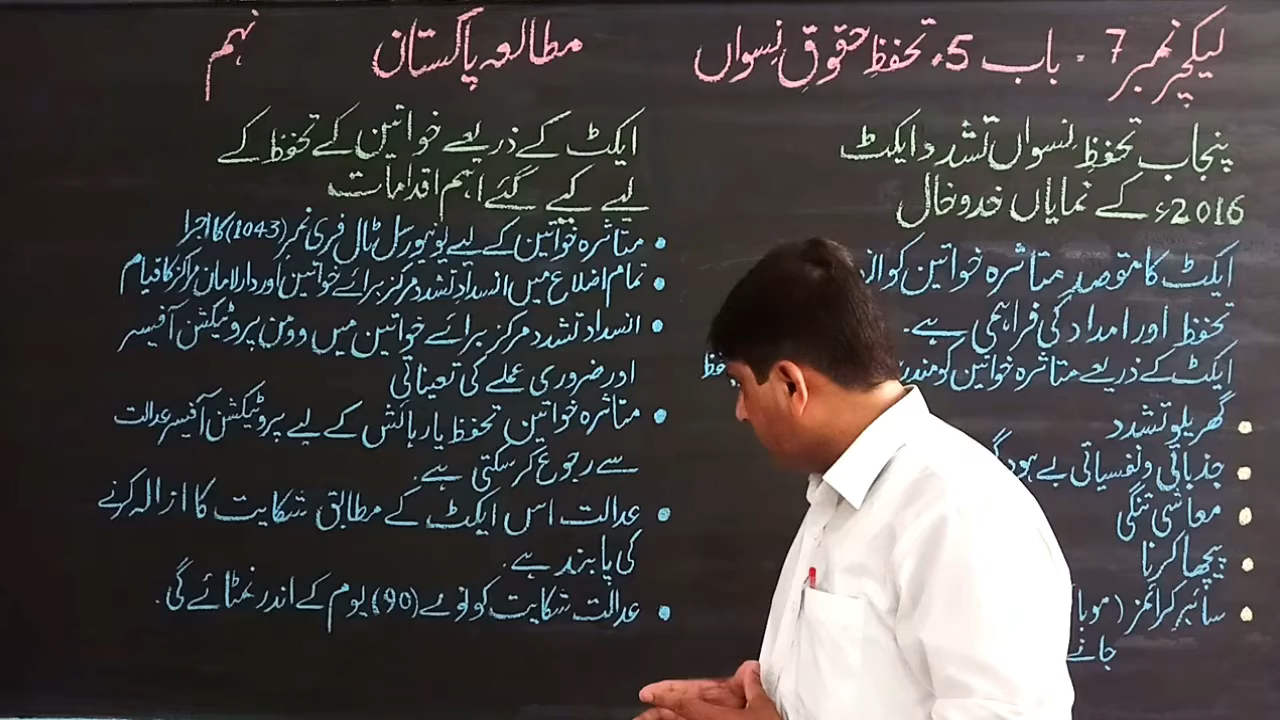 لیکچر نمبر 7 - باب 5، تحفظِ حقوقِ نسواں
مطالعہ پاکستان
نہم
پنجاب تحفظِ نسواں تشدد ایکٹ
2016ء کے نمایاں خدوخال
ایکٹ کا مقصد متاثرہ خواتین کو
تحفظ اور امداد کی فراہمی ہے۔
ایکٹ کے ذریعے متاثرہ خواتین کو
• گھریلو تشدد
• جذباتی و نفسیاتی
• معاشی تنگی
• پیچھا کرنا
• سائبر کرائمز (
جانے
ایکٹ کے ذریعے خواتین کے تحفظ کے
لیے کیے گئے اہم اقدامات
• متاثرہ خواتین کے لیے یونیورسل ٹال فری نمبر (1043) کا اجرا
• تمام اضلاع میں انسدادِ تشدد مرکز برائے خواتین اور دارلامان مراکز کا قیام
• انسداد تشدد مرکز برائے خواتین میں وومن پروٹیکشن آفیسر
اور ضروری عملے کی تعیناتی
• متاثرہ خواتین تحفظ یا رہائش کے لیے پروٹیکشن آفیسر عدالت
سے رجوع کر سکتی ہے۔
• عدالت اس ایکٹ کے مطابق شکایت کا ازالہ کرنے
کی پابند ہے۔
• عدالت شکایت کو نوے (90) یوم کے اندر نمٹائے گی۔